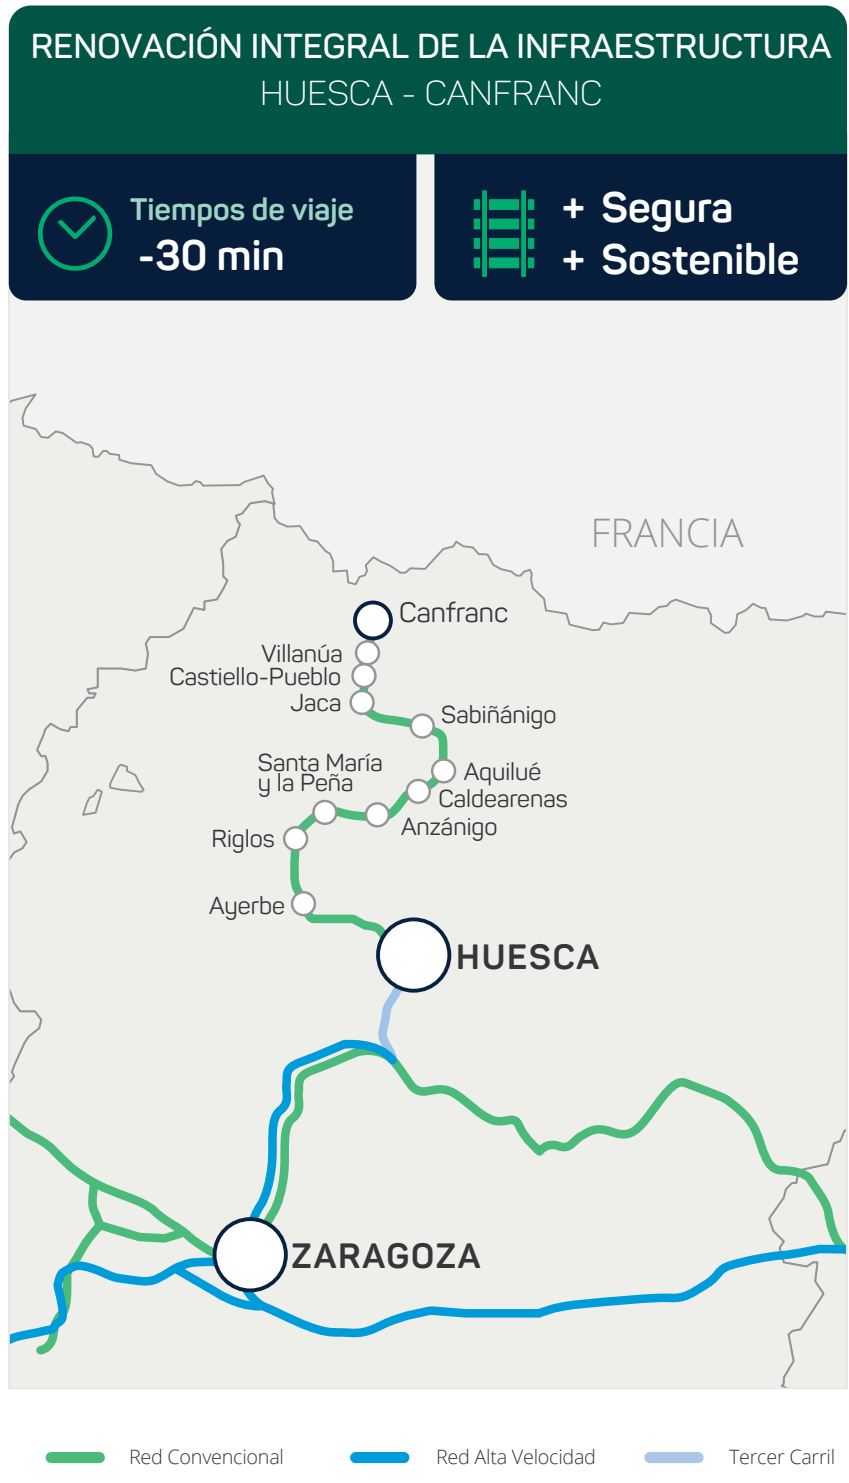 RENOVACIÓN INTEGRAL DE LA INFRAESTRUCTURA
HUESCA - CANFRANC
Tiempos de viaje
-30 min
+ Segura
+ Sostenible
FRANCIA
Canfranc
Villanúa
Castiello-Pueblo
Jaca
Sabiñánigo
Santa María
y la Peña
Aquilué
Caldearenas
Anzánigo
Riglos
Ayerbe
HUESCA
ZARAGOZA
Red Convencional
Red Alta Velocidad
Tercer Carril